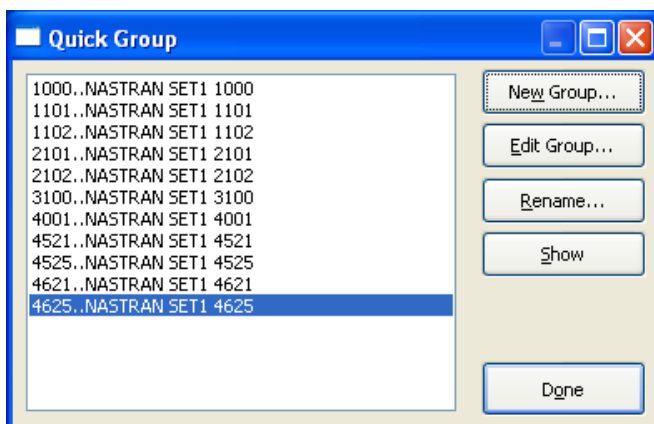 Quick Group
1000..NASTRAN SET1 1000
1101..NASTRAN SET1 1101
1102..NASTRAN SET1 1102
2101..NASTRAN SET1 2101
2102..NASTRAN SET1 2102
3100..NASTRAN SET1 3100
4001..NASTRAN SET1 4001
4521..NASTRAN SET1 4521
4525..NASTRAN SET1 4525
4621..NASTRAN SET1 4621
4625..NASTRAN SET1 4625
New Group...
Edit Group...
Rename...
Show
Done